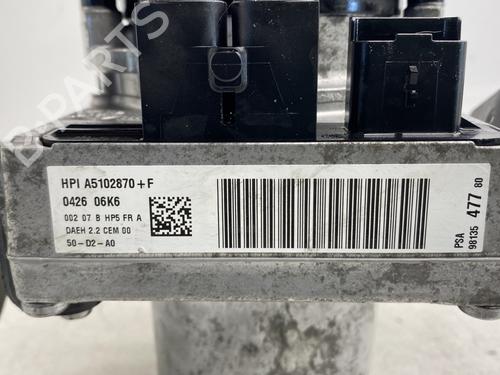 HPI A5102870+F
0426 06K6
002 07 B HP5 FR A
DAEH 2.2 CEM 00
50-D2-A0
PSA
98135 477 80
B-PARTS